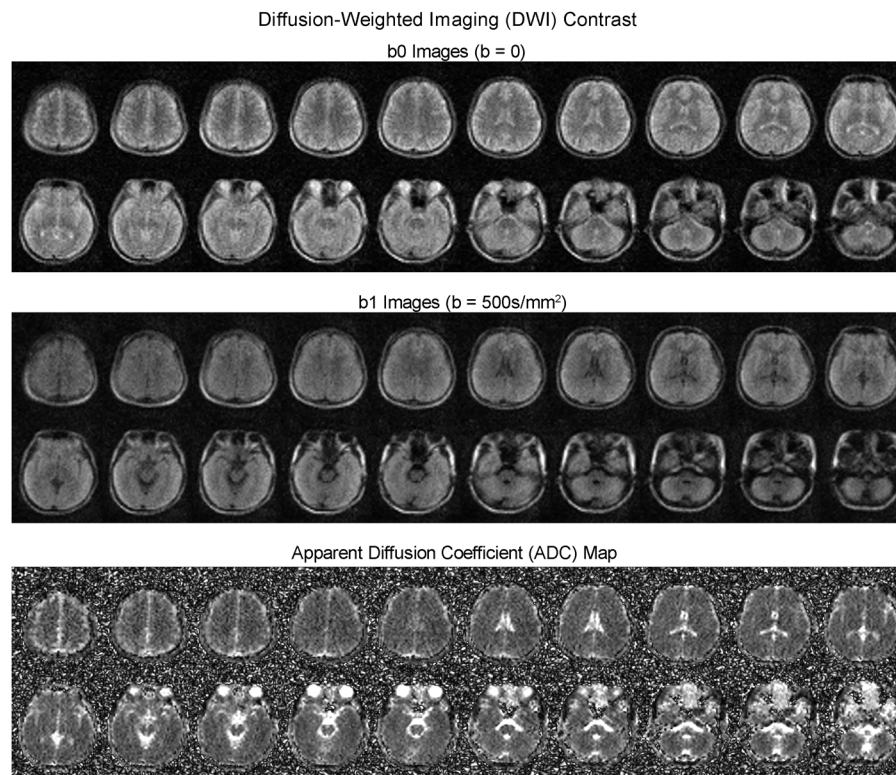 Diffusion-Weighted Imaging (DWI) Contrast
b0 Images (b = 0)
b1 Images (b = 500s/mm²)
Apparent Diffusion Coefficient (ADC) Map